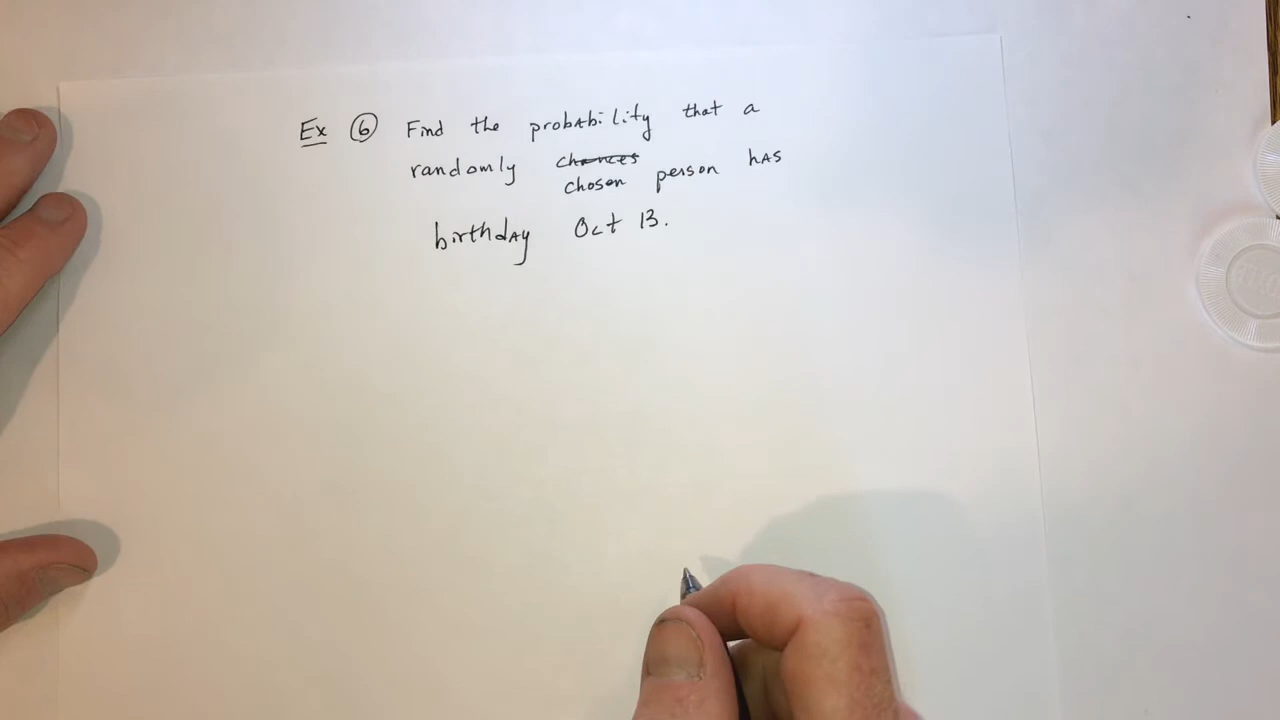 Ex ⑥ Find the probability that a
randomly chances
chosen person has
birthday Oct 13.